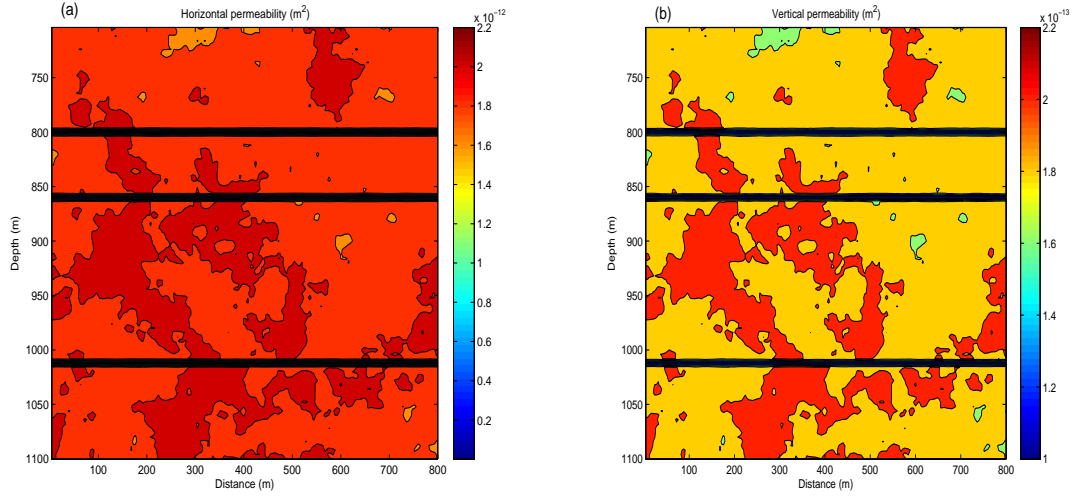 (a)
Horizontal permeability (m2)
x 10−12
750
800
850
900
950
1000
1050
1100
Depth (m)
100 200 300 400 500 600 700 800
Distance (m)
2.2
2
1.8
1.6
1.4
1.2
1
0.8
0.6
0.4
0.2
(b)
Vertical permeability (m2)
x 10−13
750
800
850
900
950
1000
1050
1100
Depth (m)
100 200 300 400 500 600 700 800
Distance (m)
2.2
2
1.8
1.6
1.4
1.2
1